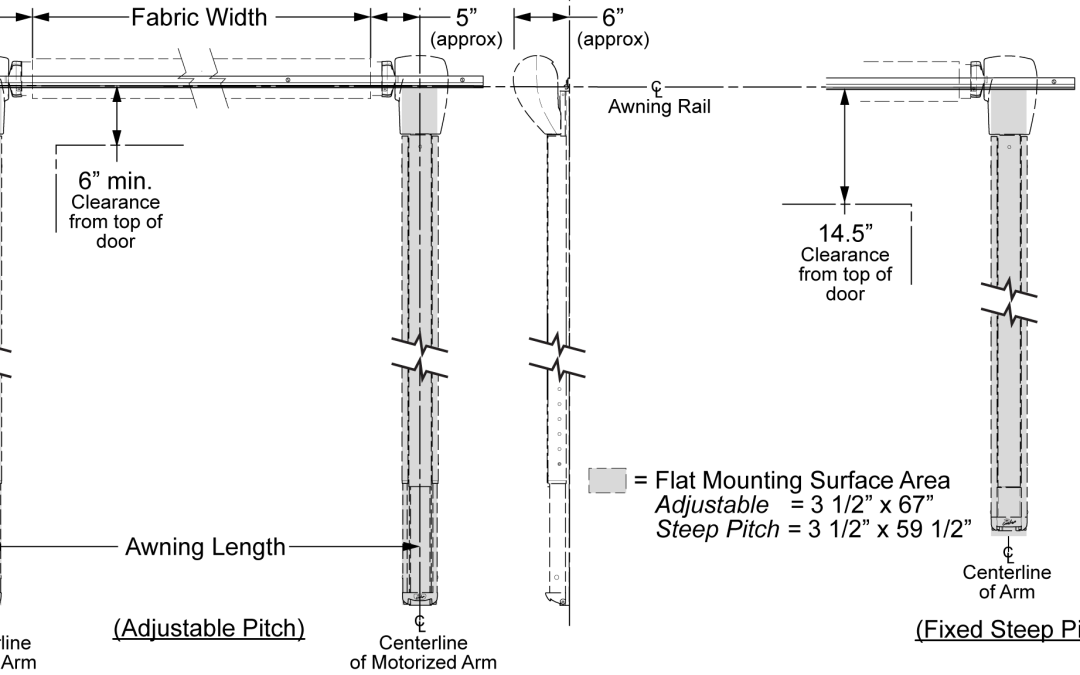 Fabric Width
5”
(approx)
6”
(approx)
℄
Awning Rail
6” min.
Clearance
from top of
door
14.5”
Clearance
from top of
door
= Flat Mounting Surface Area
Adjustable = 3 1/2” x 67”
Steep Pitch = 3 1/2” x 59 1/2”
Awning Length
℄
Centerline
of Arm
(Adjustable Pitch)
℄
Centerline
of Motorized Arm
(Fixed Steep Pi
rline
Arm